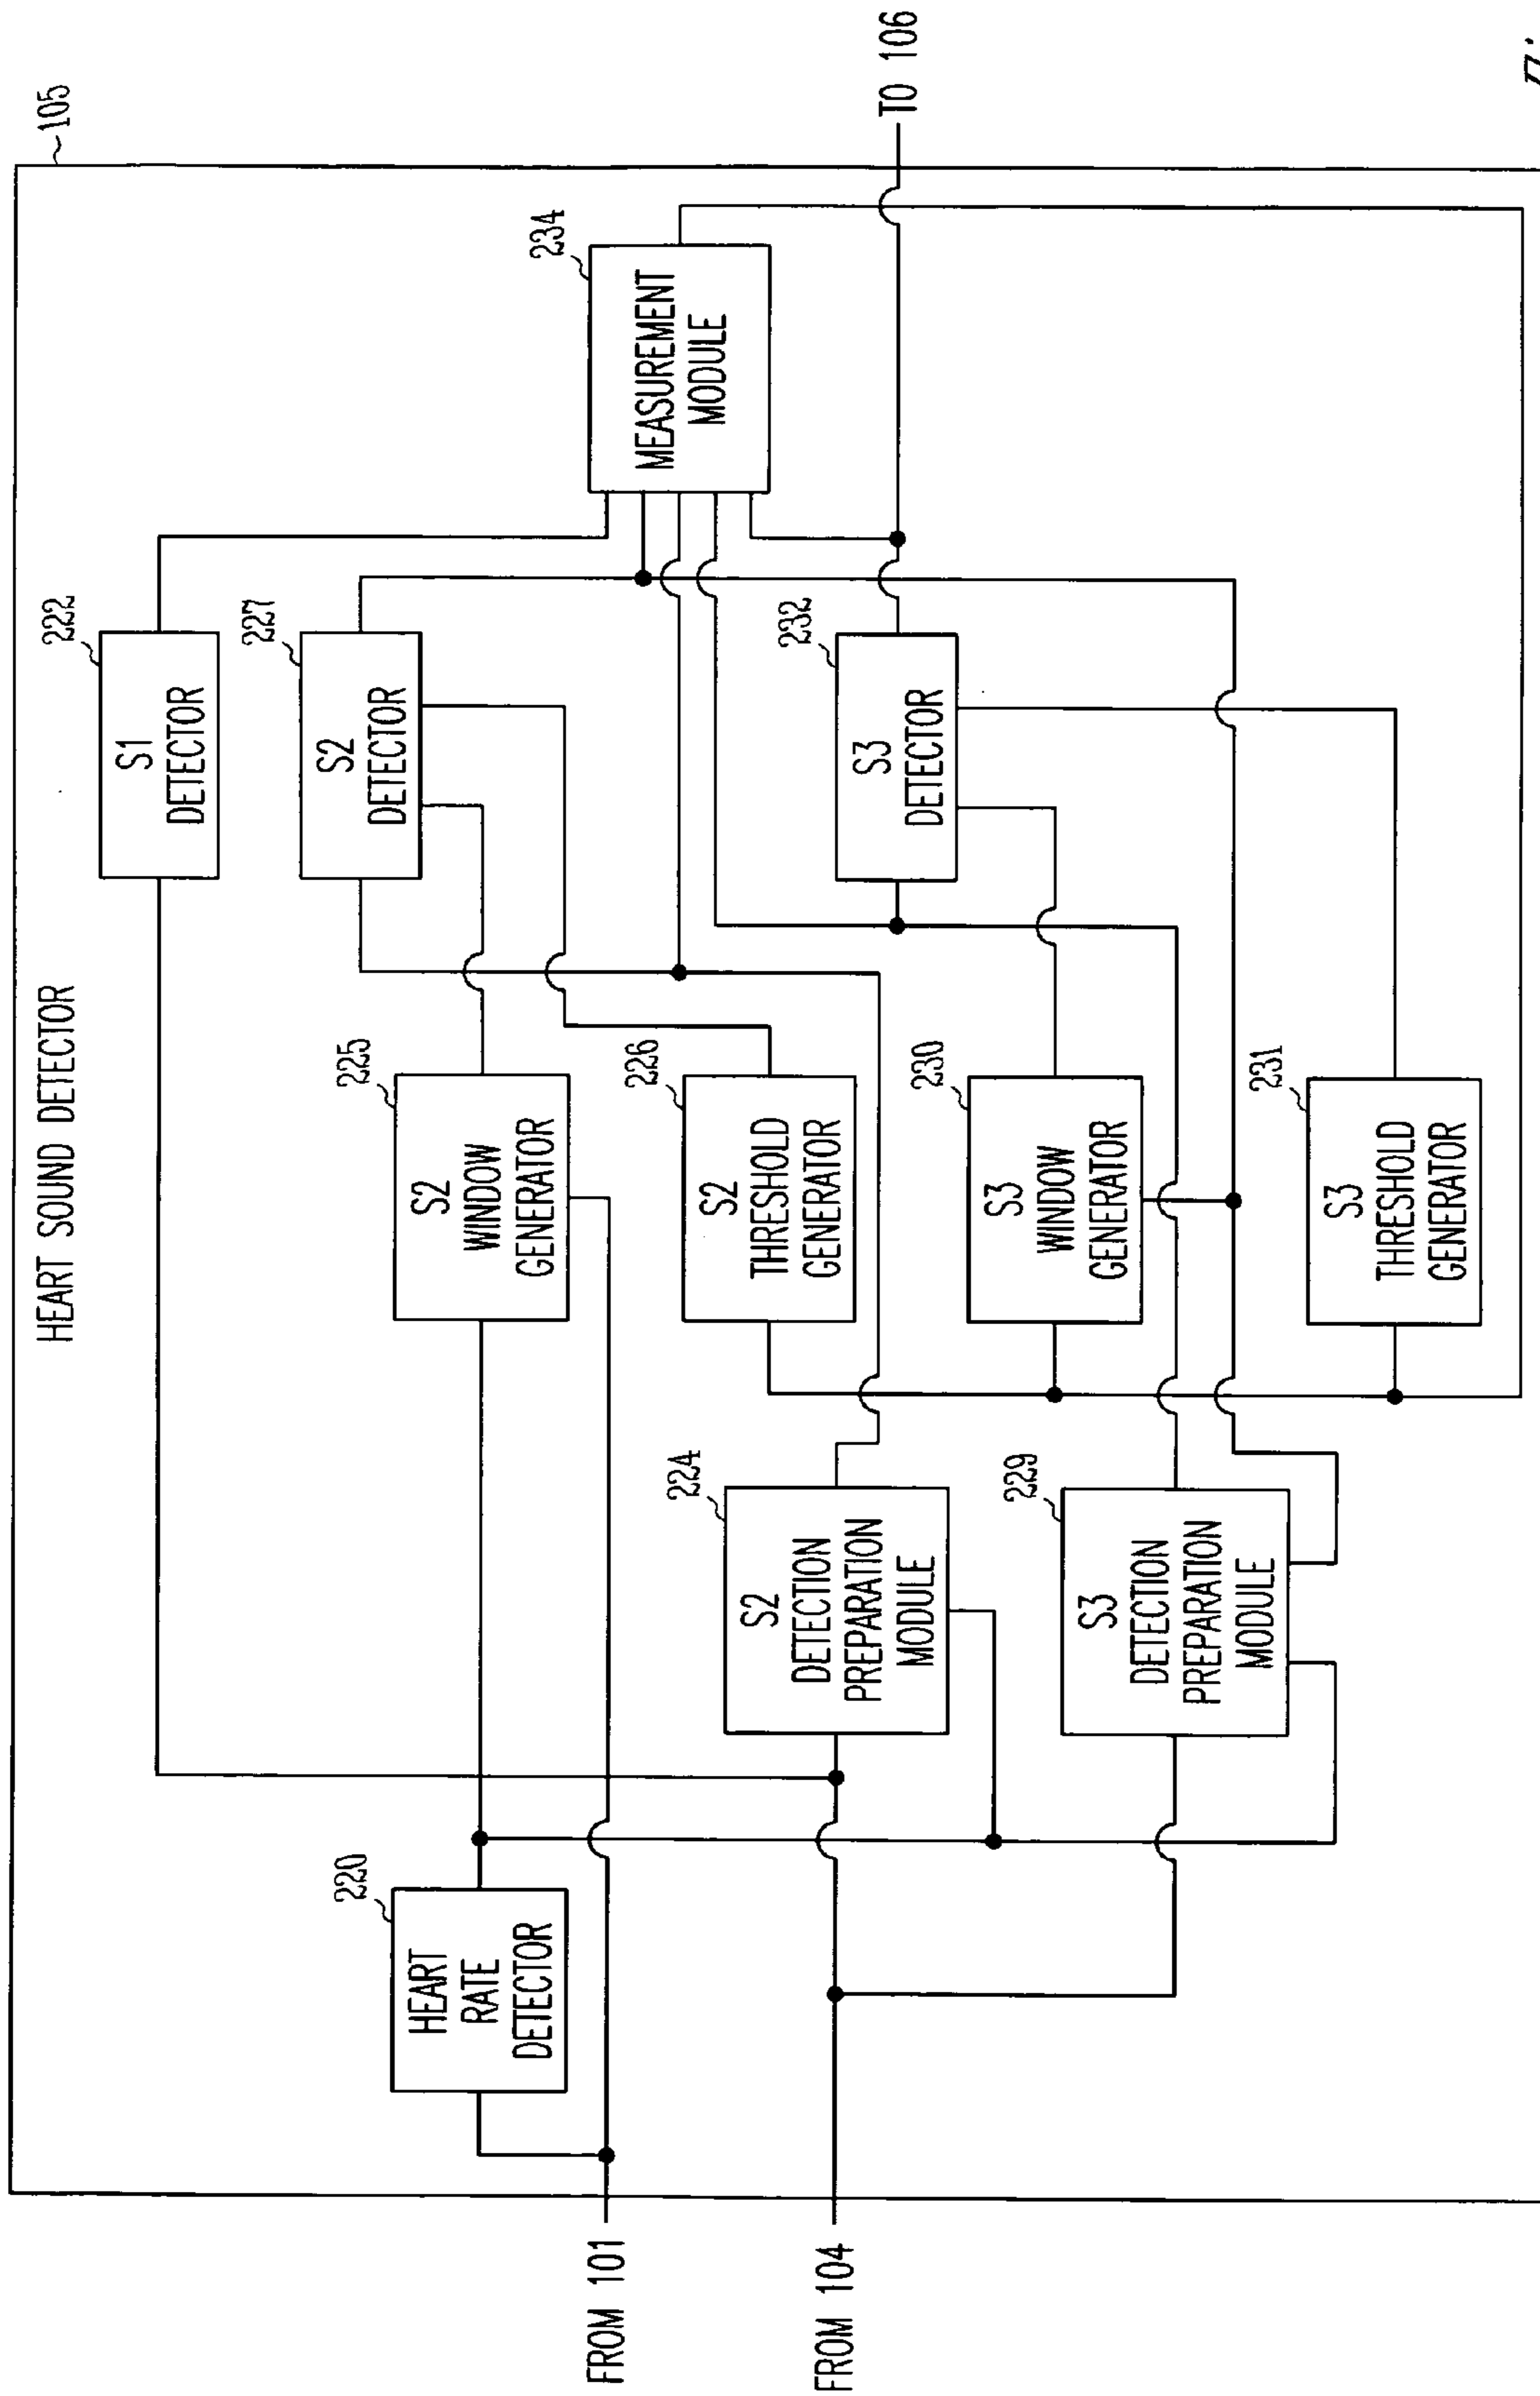 HEART SOUND DETECTOR
105
222
S1
DETECTOR
227
S2
DETECTOR
220
HEART
RATE
DETECTOR
225
S2
WINDOW
GENERATOR
234
MEASUREMENT
MODULE
FROM 101
226
S2
THRESHOLD
GENERATOR
224
S2
DETECTION
PREPARATION
MODULE
FROM 104
232
S3
DETECTOR
TO 106
230
S3
WINDOW
GENERATOR
229
S3
DETECTION
PREPARATION
MODULE
231
S3
THRESHOLD
GENERATOR